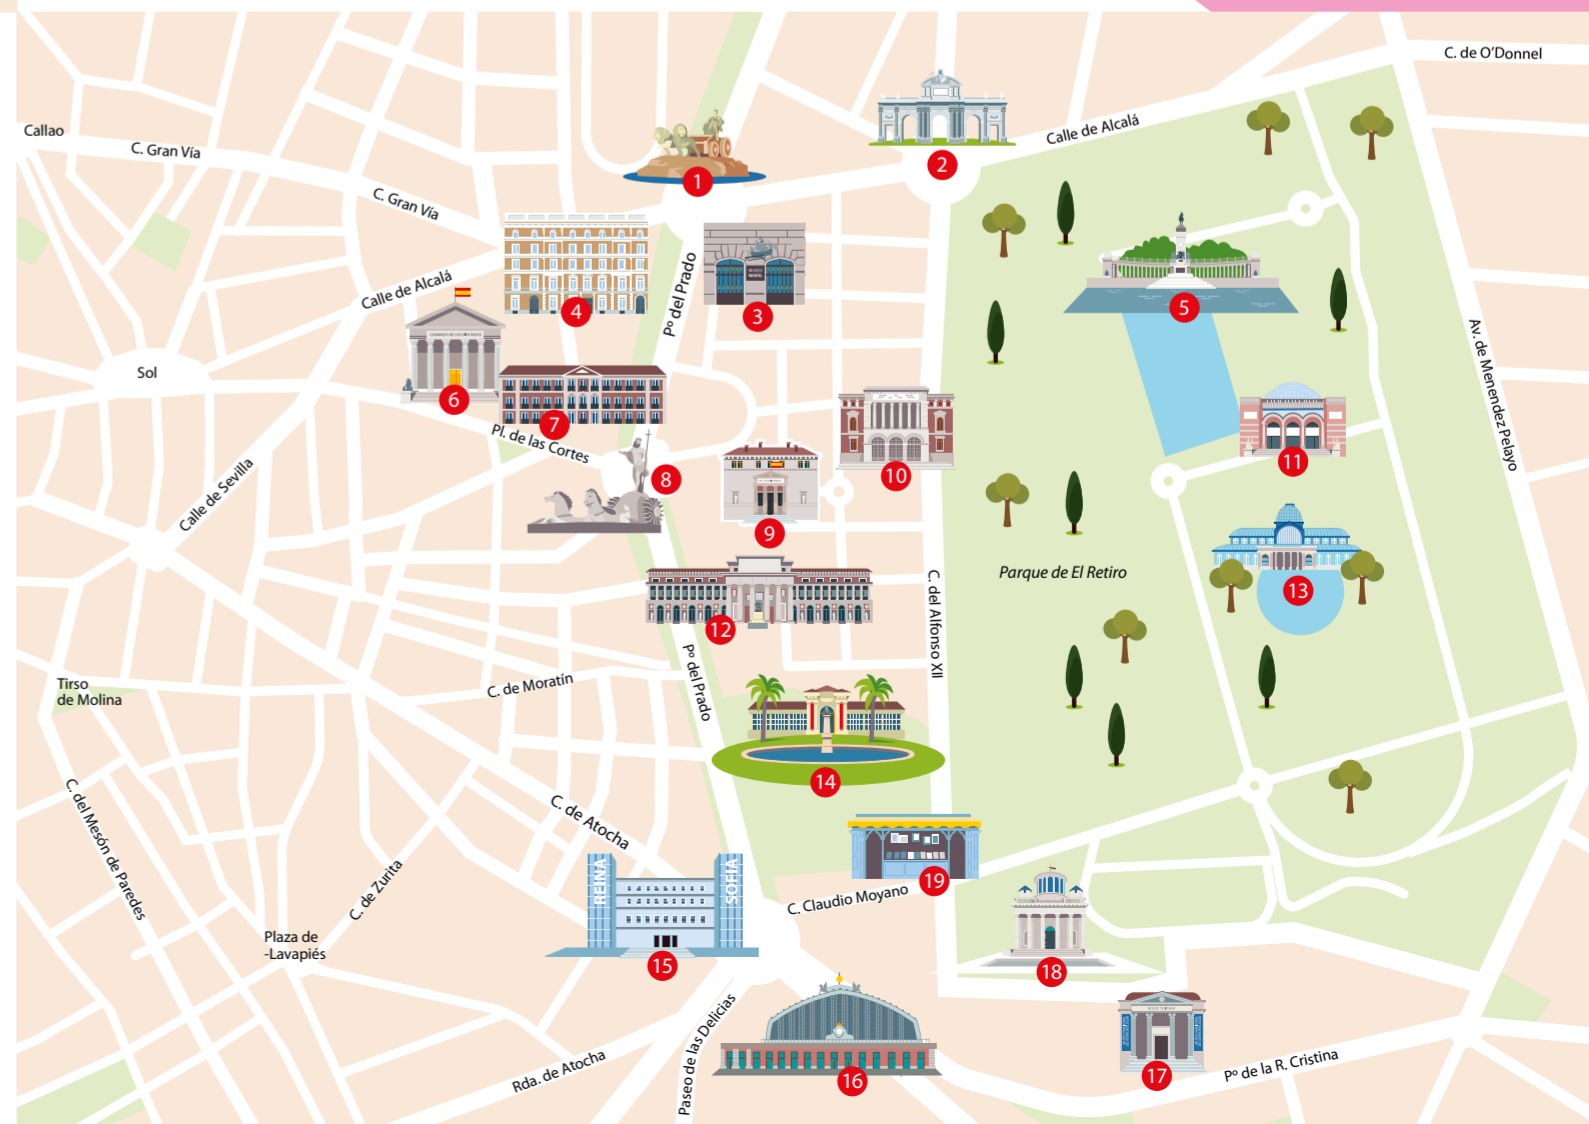 C. de O'Donnel
Callao
C. Gran Vía
Calle de Alcalá
1
2
C. Gran Vía
Calle de Alcalá
4
Pº del Prado
MUSEO
NAVAL
3
5
Sol
6
7
Pl. de las Cortes
Av. de Menendez Pelayo
8
9
10
11
Calle de Sevilla
12
C. del Alfonso XII
Parque de El Retiro
13
Tirso
de Molina
C. de Moratín
Pº del Prado
14
C. del Mesón de Paredes
C. de Zurita
C. de Atocha
REINA
SOFIA
15
C. Claudio Moyano
19
18
Plaza de
-Lavapiés
Rda. de Atocha
Paseo de las Delicias
16
17
Pº de la R. Cristina